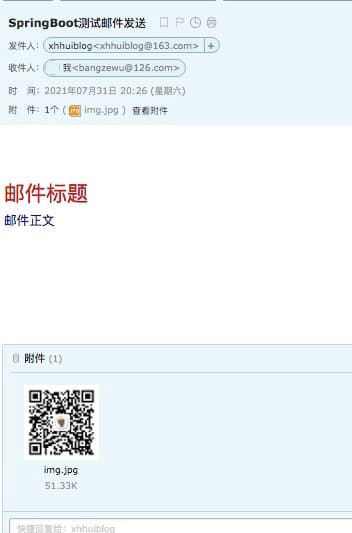 SpringBoot测试邮件发送
发件人: xhhuiblog<xhhuiblog@163.com> +
收件人: 我<bangzewu@126.com>
时 间: 2021年07月31日 20:26 (星期六)
附 件: 1个 ( img.jpg ) 查看附件
邮件标题
邮件正文
附件 (1)
img.jpg
51.33K
快捷回复给: xhhuiblog